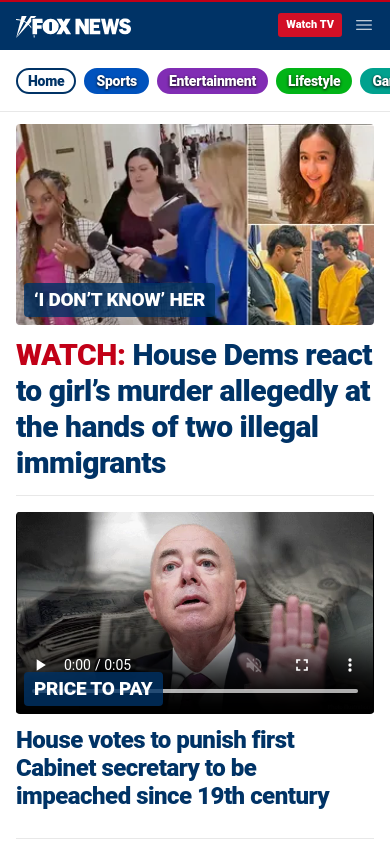 FOX NEWS
Watch TV
Home
Sports
Entertainment
Lifestyle
Ga
‘I DON’T KNOW’ HER
WATCH: House Dems react
to girl’s murder allegedly at
the hands of two illegal
immigrants
0:00 / 0:05
PRICE TO PAY
House votes to punish first
Cabinet secretary to be
impeached since 19th century